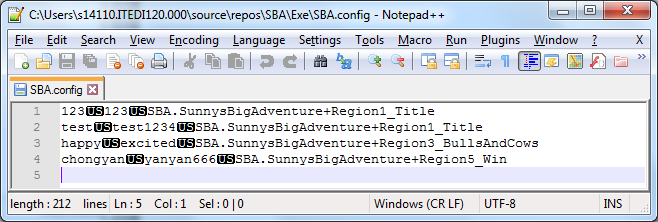 C:\Users\s14110.ITEDI120.000\source\repos\SBA\Exe\SBA.config - Notepad++
File Edit Search View Encoding Language Settings Tools Macro Run Plugins Window ? X
SBA.config
1 123US123USSBA.SunnysBigAdventure+Region1_Title
2 testUStest1234USSBA.SunnysBigAdventure+Region1_Title
3 happyUSexcitedUSSBA.SunnysBigAdventure+Region3_BullsAndCows
4 chongyanUSyanyan666USSBA.SunnysBigAdventure+Region5_Win
5
length : 212 lines Ln : 5 Col : 1 Sel : 0 | 0 Windows (CR LF) UTF-8 INS